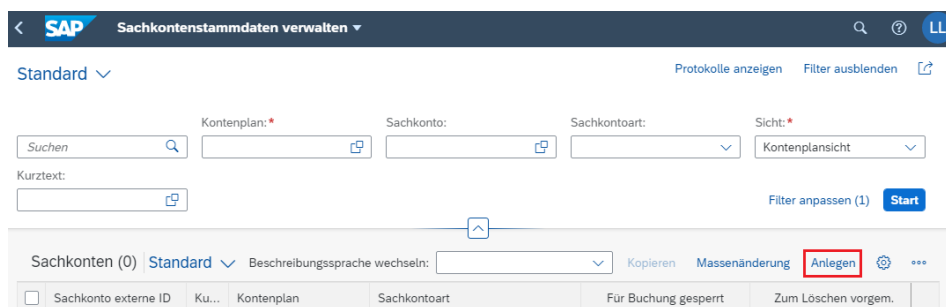 SAP Sachkontenstammdaten verwalten LL
Standard Protokolle anzeigen Filter ausblenden
Kontenplan:* Sachkonto: Sachkontoart: Sicht:*
Suchen Kontenplansicht
Kurztext:
Filter anpassen (1) Start
Sachkonten (0) Standard Beschreibungssprache wechseln: Kopieren Massenänderung Anlegen
Sachkonto externe ID Ku... Kontenplan Sachkontoart Für Buchung gesperrt Zum Löschen vorgem.